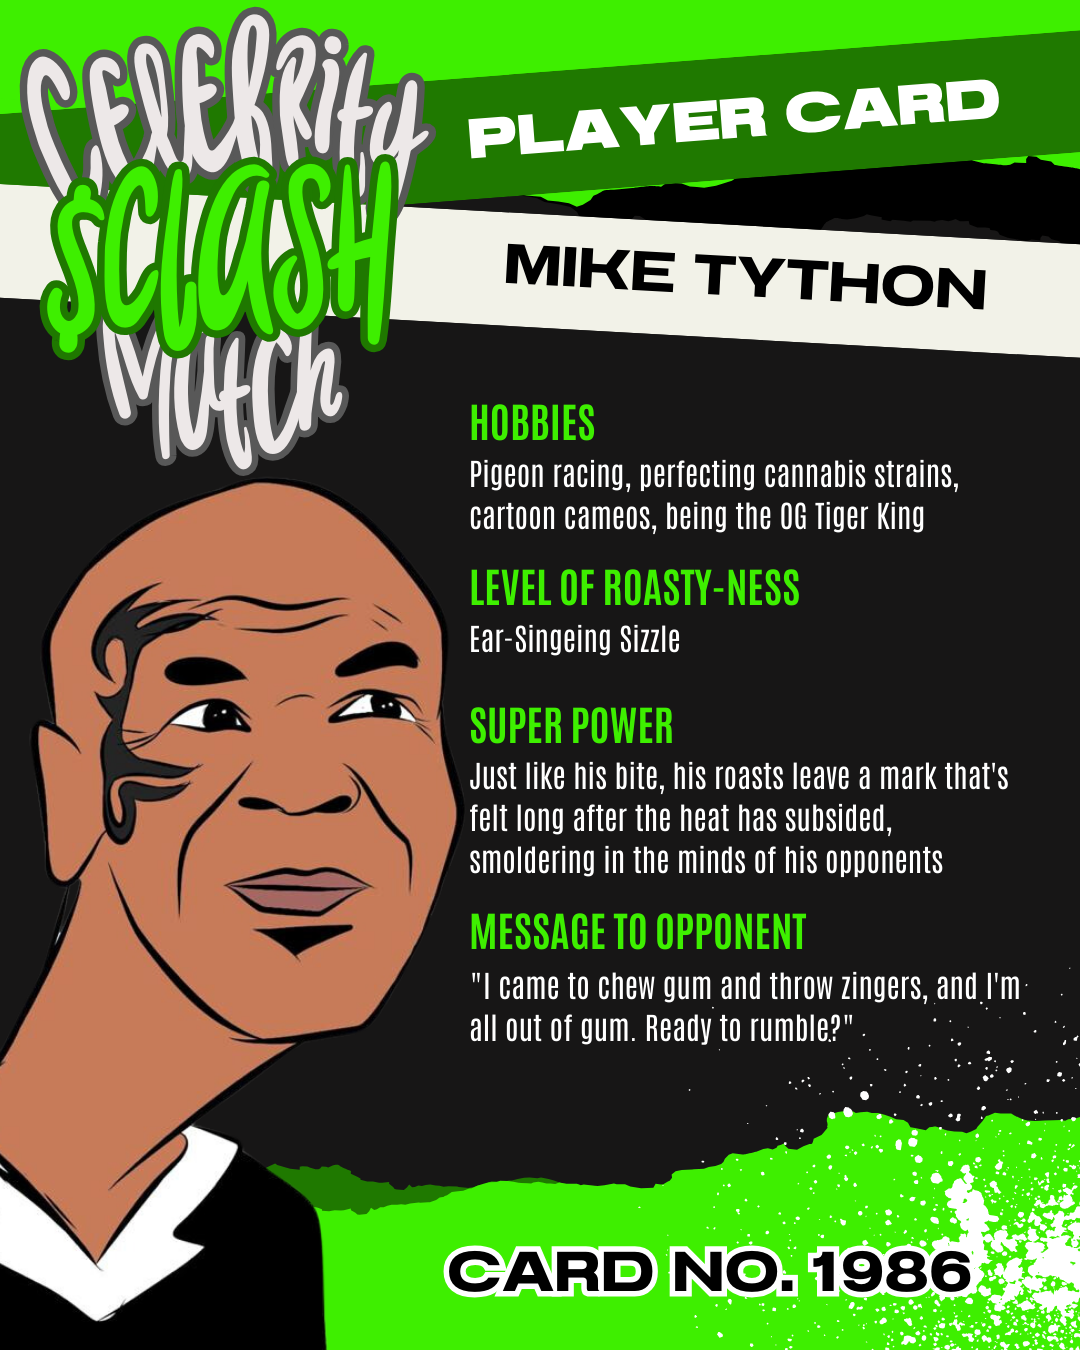 Celebrity
$CLASH
Match
PLAYER CARD
MIKE TYTHON
HOBBIES
Pigeon racing, perfecting cannabis strains,
cartoon cameos, being the OG Tiger King
LEVEL OF ROASTY-NESS
Ear-Singeing Sizzle
SUPER POWER
Just like his bite, his roasts leave a mark that's
felt long after the heat has subsided,
smoldering in the minds of his opponents
MESSAGE TO OPPONENT
"I came to chew gum and throw zingers, and I'm
all out of gum. Ready to rumble?"
CARD NO. 1986